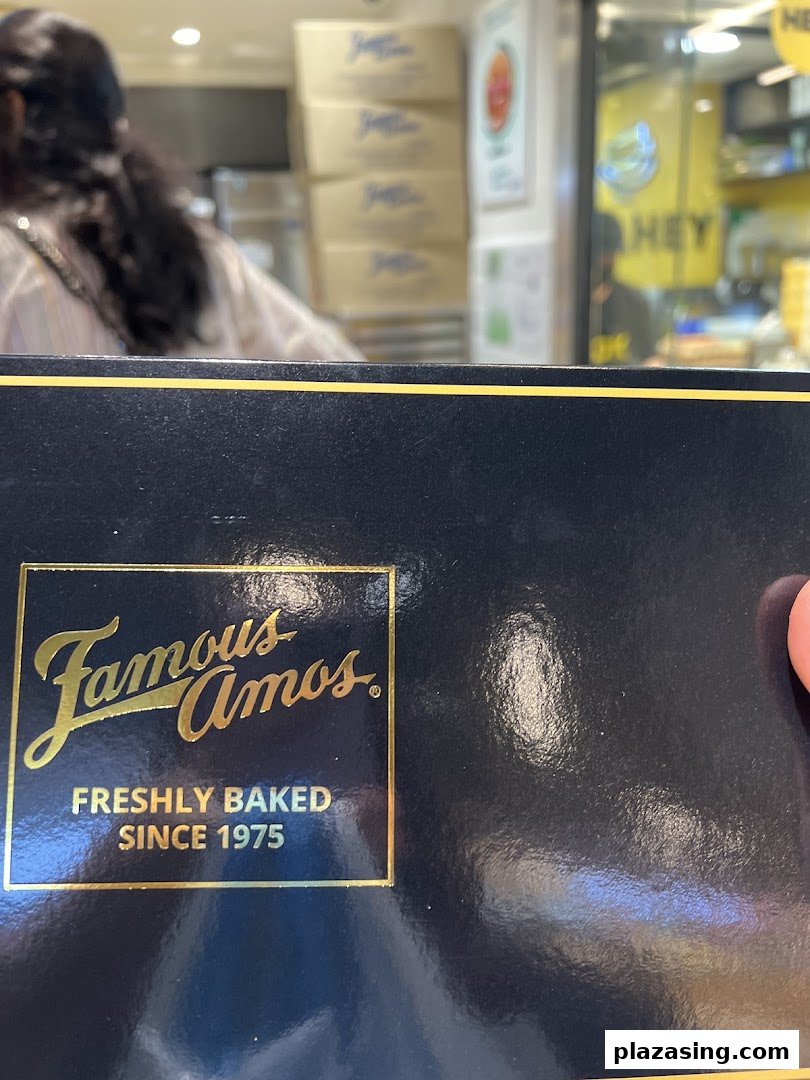 HEY
Famous
Amos®
FRESHLY BAKED
SINCE 1975
plazasing.com